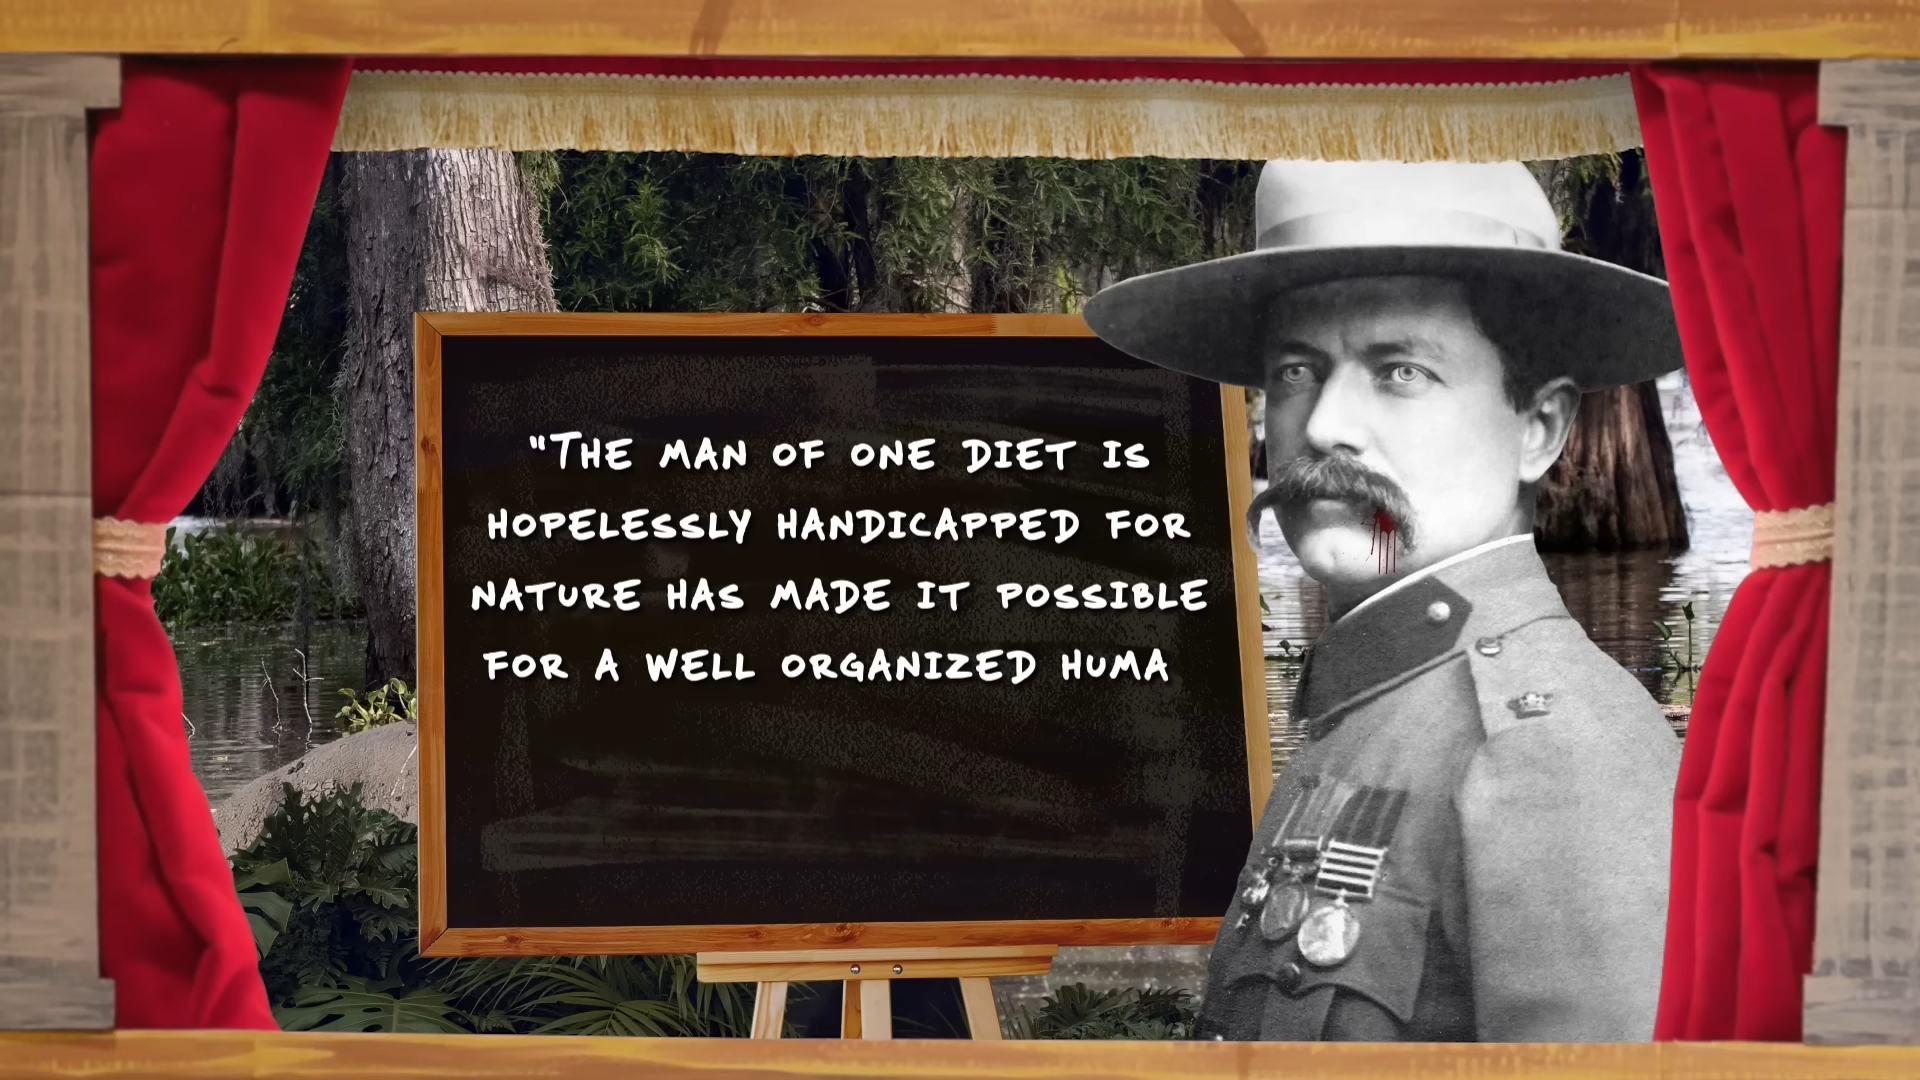 "THE MAN OF ONE DIET IS
HOPELESSLY HANDICAPPED FOR
NATURE HAS MADE IT POSSIBLE
FOR A WELL ORGANIZED HUMA